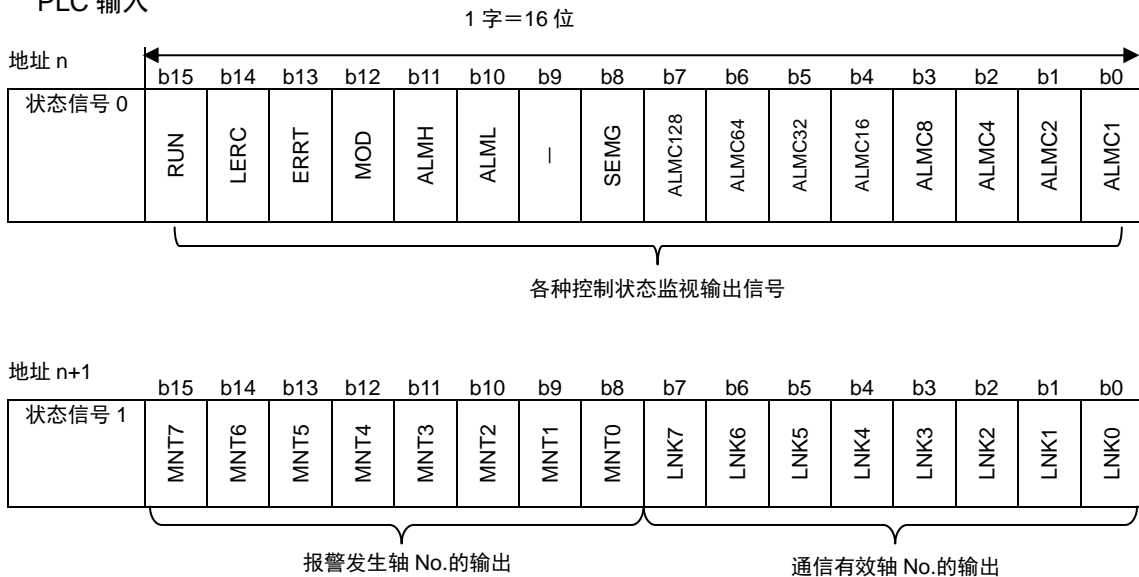 PLC 输入
1 字＝16 位
地址 n
b15 b14 b13 b12 b11 b10 b9 b8 b7 b6 b5 b4 b3 b2 b1 b0
状态信号 0
RUN LERC ERRT MOD ALMH ALML － SEMG ALMC128 ALMC64 ALMC32 ALMC16 ALMC8 ALMC4 ALMC2 ALMC1
各种控制状态监视输出信号
地址 n+1
b15 b14 b13 b12 b11 b10 b9 b8 b7 b6 b5 b4 b3 b2 b1 b0
状态信号 1
MNT7 MNT6 MNT5 MNT4 MNT3 MNT2 MNT1 MNT0 LNK7 LNK6 LNK5 LNK4 LNK3 LNK2 LNK1 LNK0
报警发生轴 No.的输出
通信有效轴 No.的输出